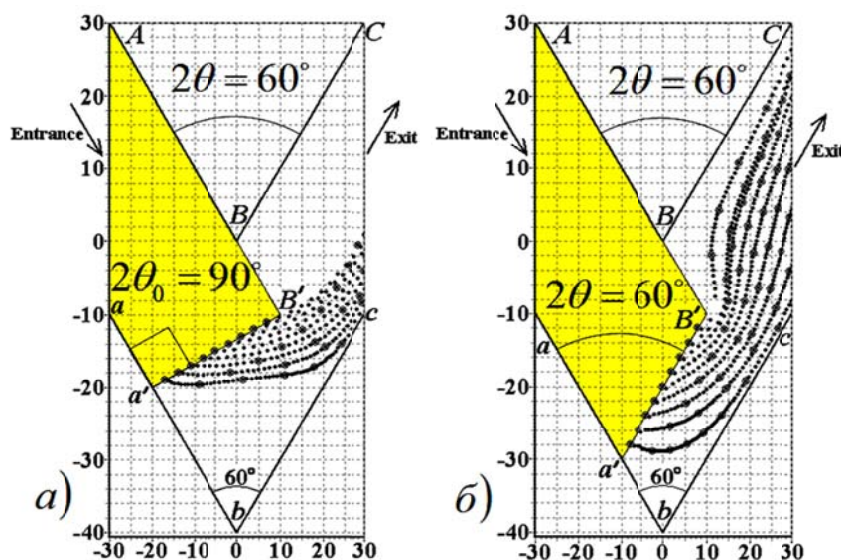 30
A
C
2θ = 60°
20
Entrance
10
Exit
B
0
2θ₀ = 90°
B'
-10
a
c
-20
a'
-30
60°
b
a)
-40
-30 -20 -10 0 10 20 30
30
A
C
2θ = 60°
20
Entrance
10
Exit
B
0
2θ = 60°
B'
-10
a
c
-20
-30
a'
60°
b
б)
-40
-30 -20 -10 0 10 20 30